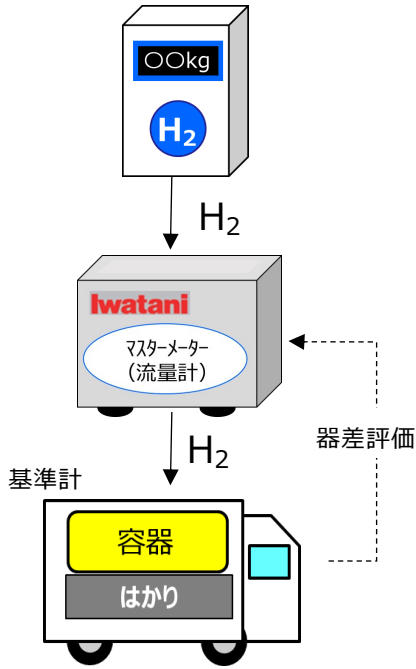 〇〇kg
H₂
H₂
Iwatani
ﾏｽﾀｰﾒｰﾀｰ
（流量計）
H₂
器差評価
基準計
容器
はかり